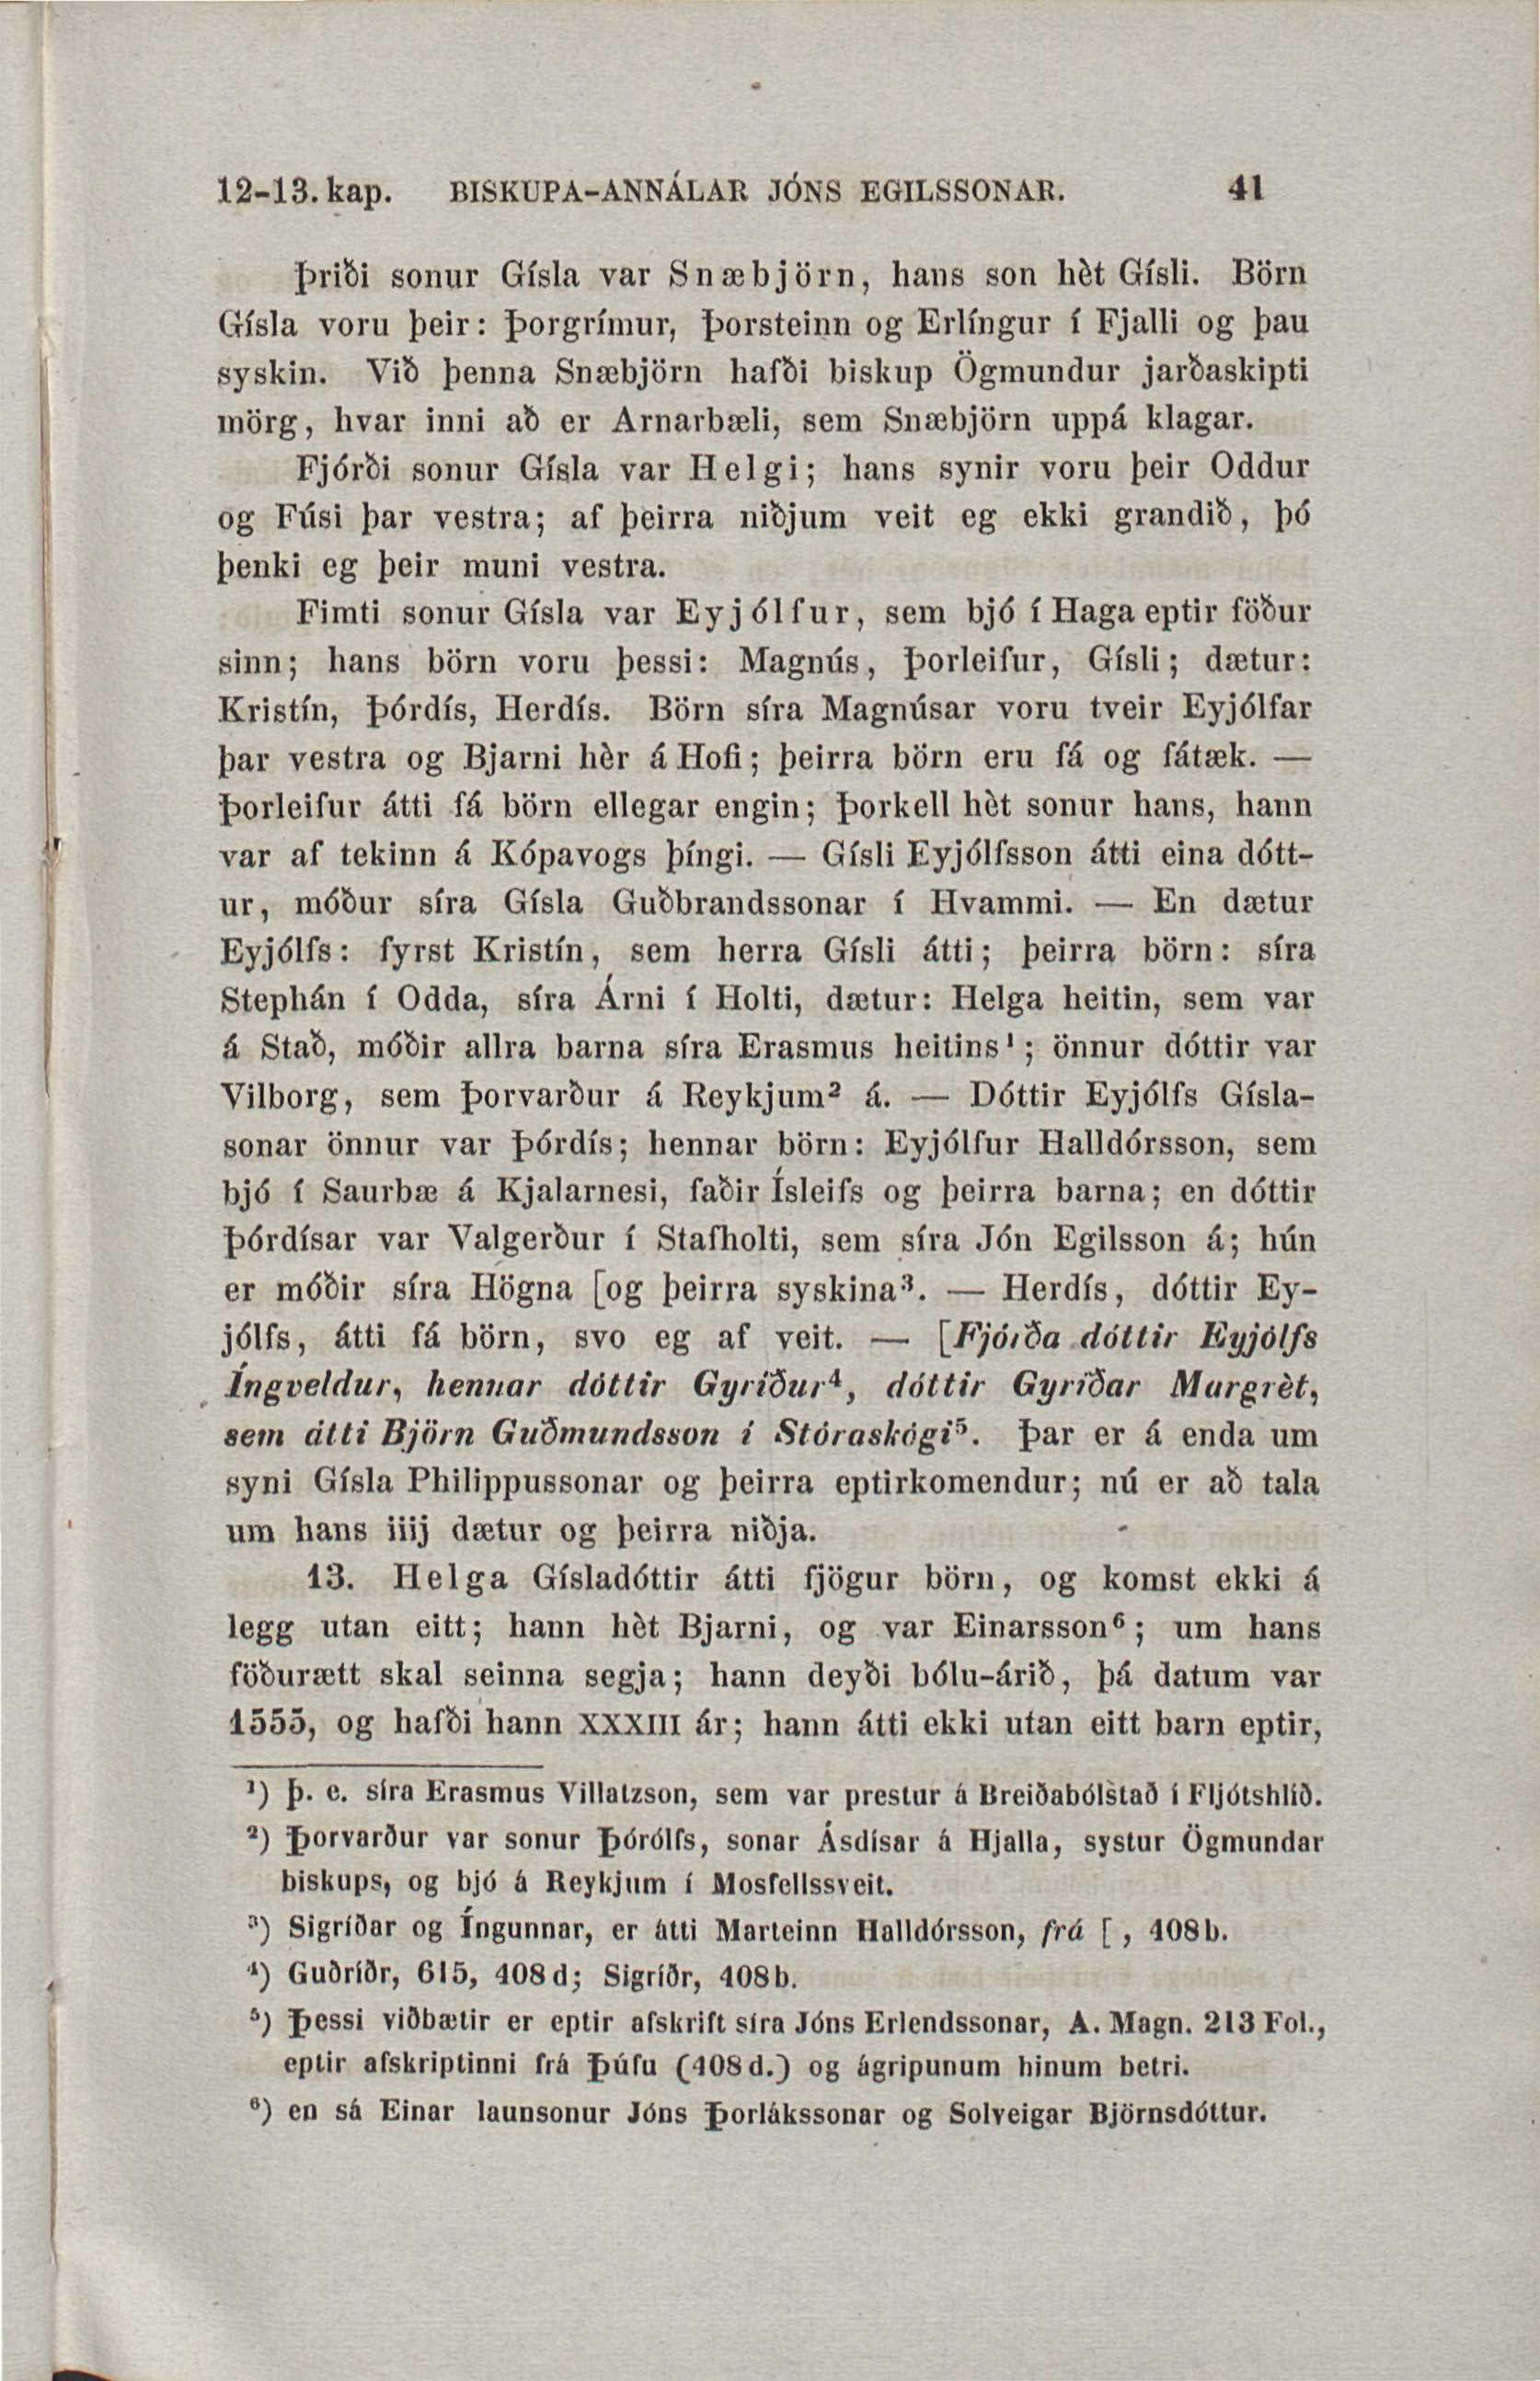 12-13. kap. BISKUPA-ANNÁLAR JÓNS EGILSSONAR. 41
Þriði sonur Gísla var Snæbjörn, hans son hèt Gísli. Börn
Gísla voru þeir: Þorgrímur, Þorsteinn og Erlíngur í Fjalli og þau
syskin. Við þenna Snæbjörn hafði biskup Ögmundur jarðaskipti
mörg, hvar inni að er Arnarbæli, sem Snæbjörn uppá klagar.
Fjórði sonur Gísla var Helgi; hans synir voru þeir Oddur
og Fúsi þar vestra; af þeirra niðjum veit eg ekki grandið, þó
þenki eg þeir muni vestra.
Fimti sonur Gísla var Eyjólfur, sem bjó í Haga eptir föður
sinn; hans börn voru þessi: Magnús, Þorleifur, Gísli; dætur:
Kristín, Þórdís, Herdís. Börn síra Magnúsar voru tveir Eyjólfar
þar vestra og Bjarni hèr á Hofi; þeirra börn eru fá og fátæk. —
Þorleifur átti fá börn ellegar engin; Þorkell hèt sonur hans, hann
var af tekinn á Kópavogs þíngi. — Gísli Eyjólfsson átti eina dótt-
ur, móður síra Gísla Guðbrandssonar í Hvammi. — En dætur
Eyjólfs: fyrst Kristín, sem herra Gísli átti; þeirra börn: síra
Stephán í Odda, síra Árni í Holti, dætur: Helga heitin, sem var
á Stað, móðir allra barna síra Erasmus heitins¹; önnur dóttir var
Vilborg, sem Þorvarður á Reykjum² á. — Dóttir Eyjólfs Gísla-
sonar önnur var Þórdís; hennar börn: Eyjólfur Halldórsson, sem
bjó í Saurbæ á Kjalarnesi, faðir Ísleifs og þeirra barna; en dóttir
Þórdísar var Valgerður í Stafholti, sem síra Jón Egilsson á; hún
er móðir síra Högna [og þeirra syskina³. — Herdís, dóttir Ey-
jólfs, átti fá börn, svo eg af veit. — [Fjórða dóttir Eyjólfs
Íngveldur, hennar dóttir Gyríður⁴, dóttir Gyríðar Margrèt,
sem átti Björn Guðmundsson í Stóraskógi⁵. Þar er á enda um
syni Gísla Philippussonar og þeirra eptirkomendur; nú er að tala
um hans iiij dætur og þeirra niðja.
13. Helga Gísladóttir átti fjögur börn, og komst ekki á
legg utan eitt; hann hèt Bjarni, og var Einarsson⁶; um hans
föðurætt skal seinna segja; hann deyði bólu-árið, þá datum var
1555, og hafði hann XXXIII ár; hann átti ekki utan eitt barn eptir,
¹) þ. e. síra Erasmus Villatzson, sem var prestur á Breiðabólstað í Fljótshlíð.
²) Þorvarður var sonur Þórólfs, sonar Ásdísar á Hjalla, systur Ögmundar
biskups, og bjó á Reykjum í Mosfellssveit.
³) Sigríðar og Íngunnar, er átti Marteinn Halldórsson, frá [, 408 b.
⁴) Guðríðr, 615, 408 d; Sigríðr, 408 b.
⁵) Þessi viðbætir er eptir afskrift síra Jóns Erlendssonar, A. Magn. 213 Fol.,
eptir afskriptinni frá Þúfu (408 d.) og ágripunum hinum betri.
⁶) en sá Einar launsonur Jóns Þorlákssonar og Solveigar Björnsdóttur.